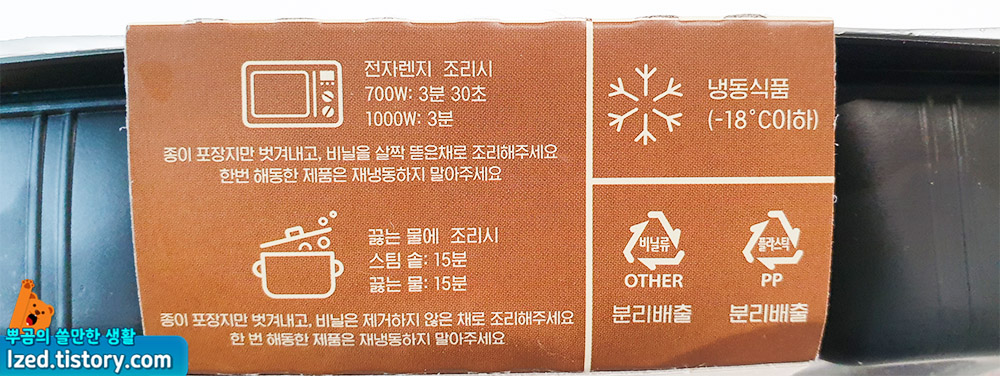 전자렌지 조리시
700W: 3분 30초
1000W: 3분
종이 포장지만 벗겨내고, 비닐을 살짝 뜯은채로 조리해주세요
한번 해동한 제품은 재냉동하지 말아주세요
끓는 물에 조리시
스팀 솥: 15분
끓는 물: 15분
종이 포장지만 벗겨내고, 비닐은 제거하지 않은 채로 조리해주세요
한 번 해동한 제품은 재냉동하지 말아주세요
냉동식품
(-18°C이하)
비닐류
OTHER
분리배출
플라스틱
PP
분리배출
뿌곰의 쓸만한 생활
lzed.tistory.com